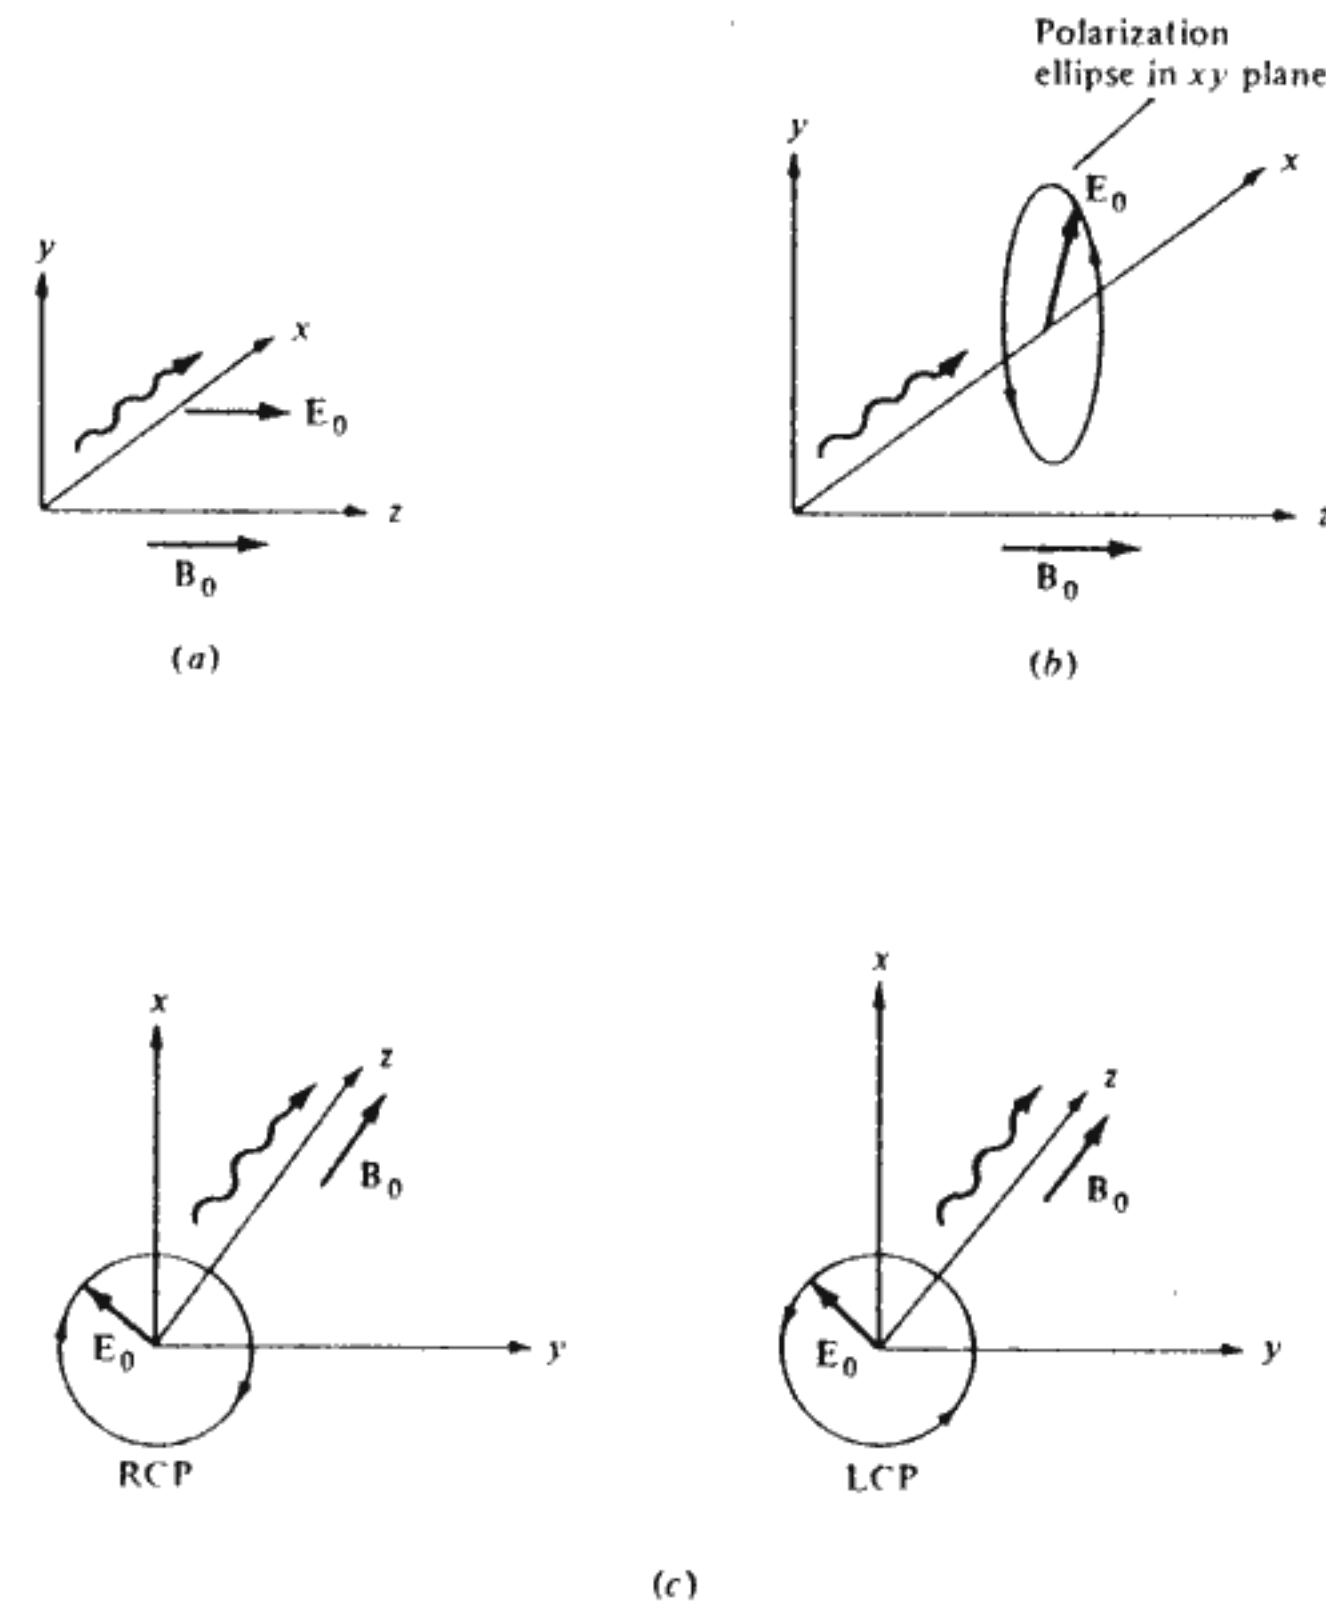 Polarization
ellipse in xy plane
y
x
E0
z
B0
(a)
y
x
E0
z
B0
(b)
x
z
B0
E0
y
RCP
x
z
B0
E0
y
LCP
(c)